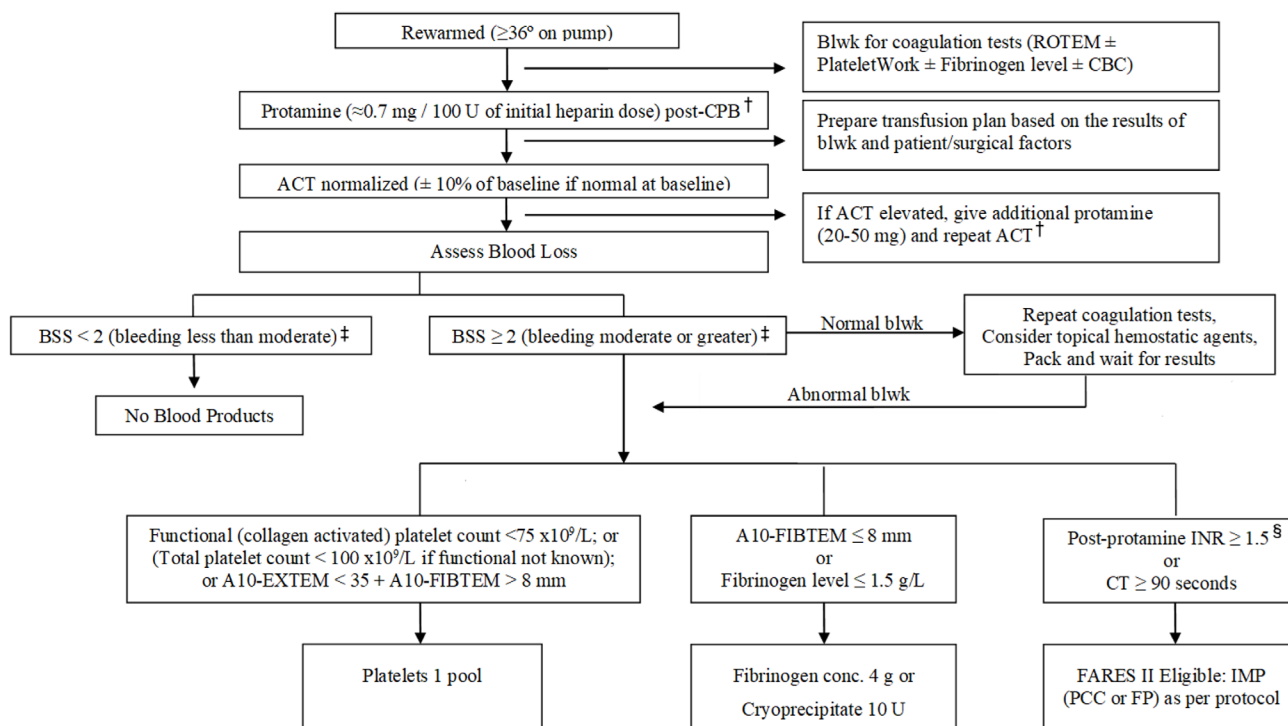 Rewarmed (≥36° on pump)
Blwk for coagulation tests (ROTEM ±
PlateletWork ± Fibrinogen level ± CBC)
Protamine (≈0.7 mg / 100 U of initial heparin dose) post-CPB†
Prepare transfusion plan based on the results of
blwk and patient/surgical factors
ACT normalized (± 10% of baseline if normal at baseline)
If ACT elevated, give additional protamine
(20-50 mg) and repeat ACT†
Assess Blood Loss
BSS < 2 (bleeding less than moderate)‡
BSS ≥ 2 (bleeding moderate or greater)‡
Normal blwk
Repeat coagulation tests,
Consider topical hemostatic agents,
Pack and wait for results
Abnormal blwk
No Blood Products
Functional (collagen activated) platelet count <75 x10⁹/L; or
(Total platelet count < 100 x10⁹/L if functional not known);
or A10-EXTEM < 35 + A10-FIBTEM > 8 mm
A10-FIBTEM ≤ 8 mm
or
Fibrinogen level ≤ 1.5 g/L
Post-protamine INR ≥ 1.5§
or
CT ≥ 90 seconds
Platelets 1 pool
Fibrinogen conc. 4 g or
Cryoprecipitate 10 U
FARES II Eligible: IMP
(PCC or FP) as per protocol